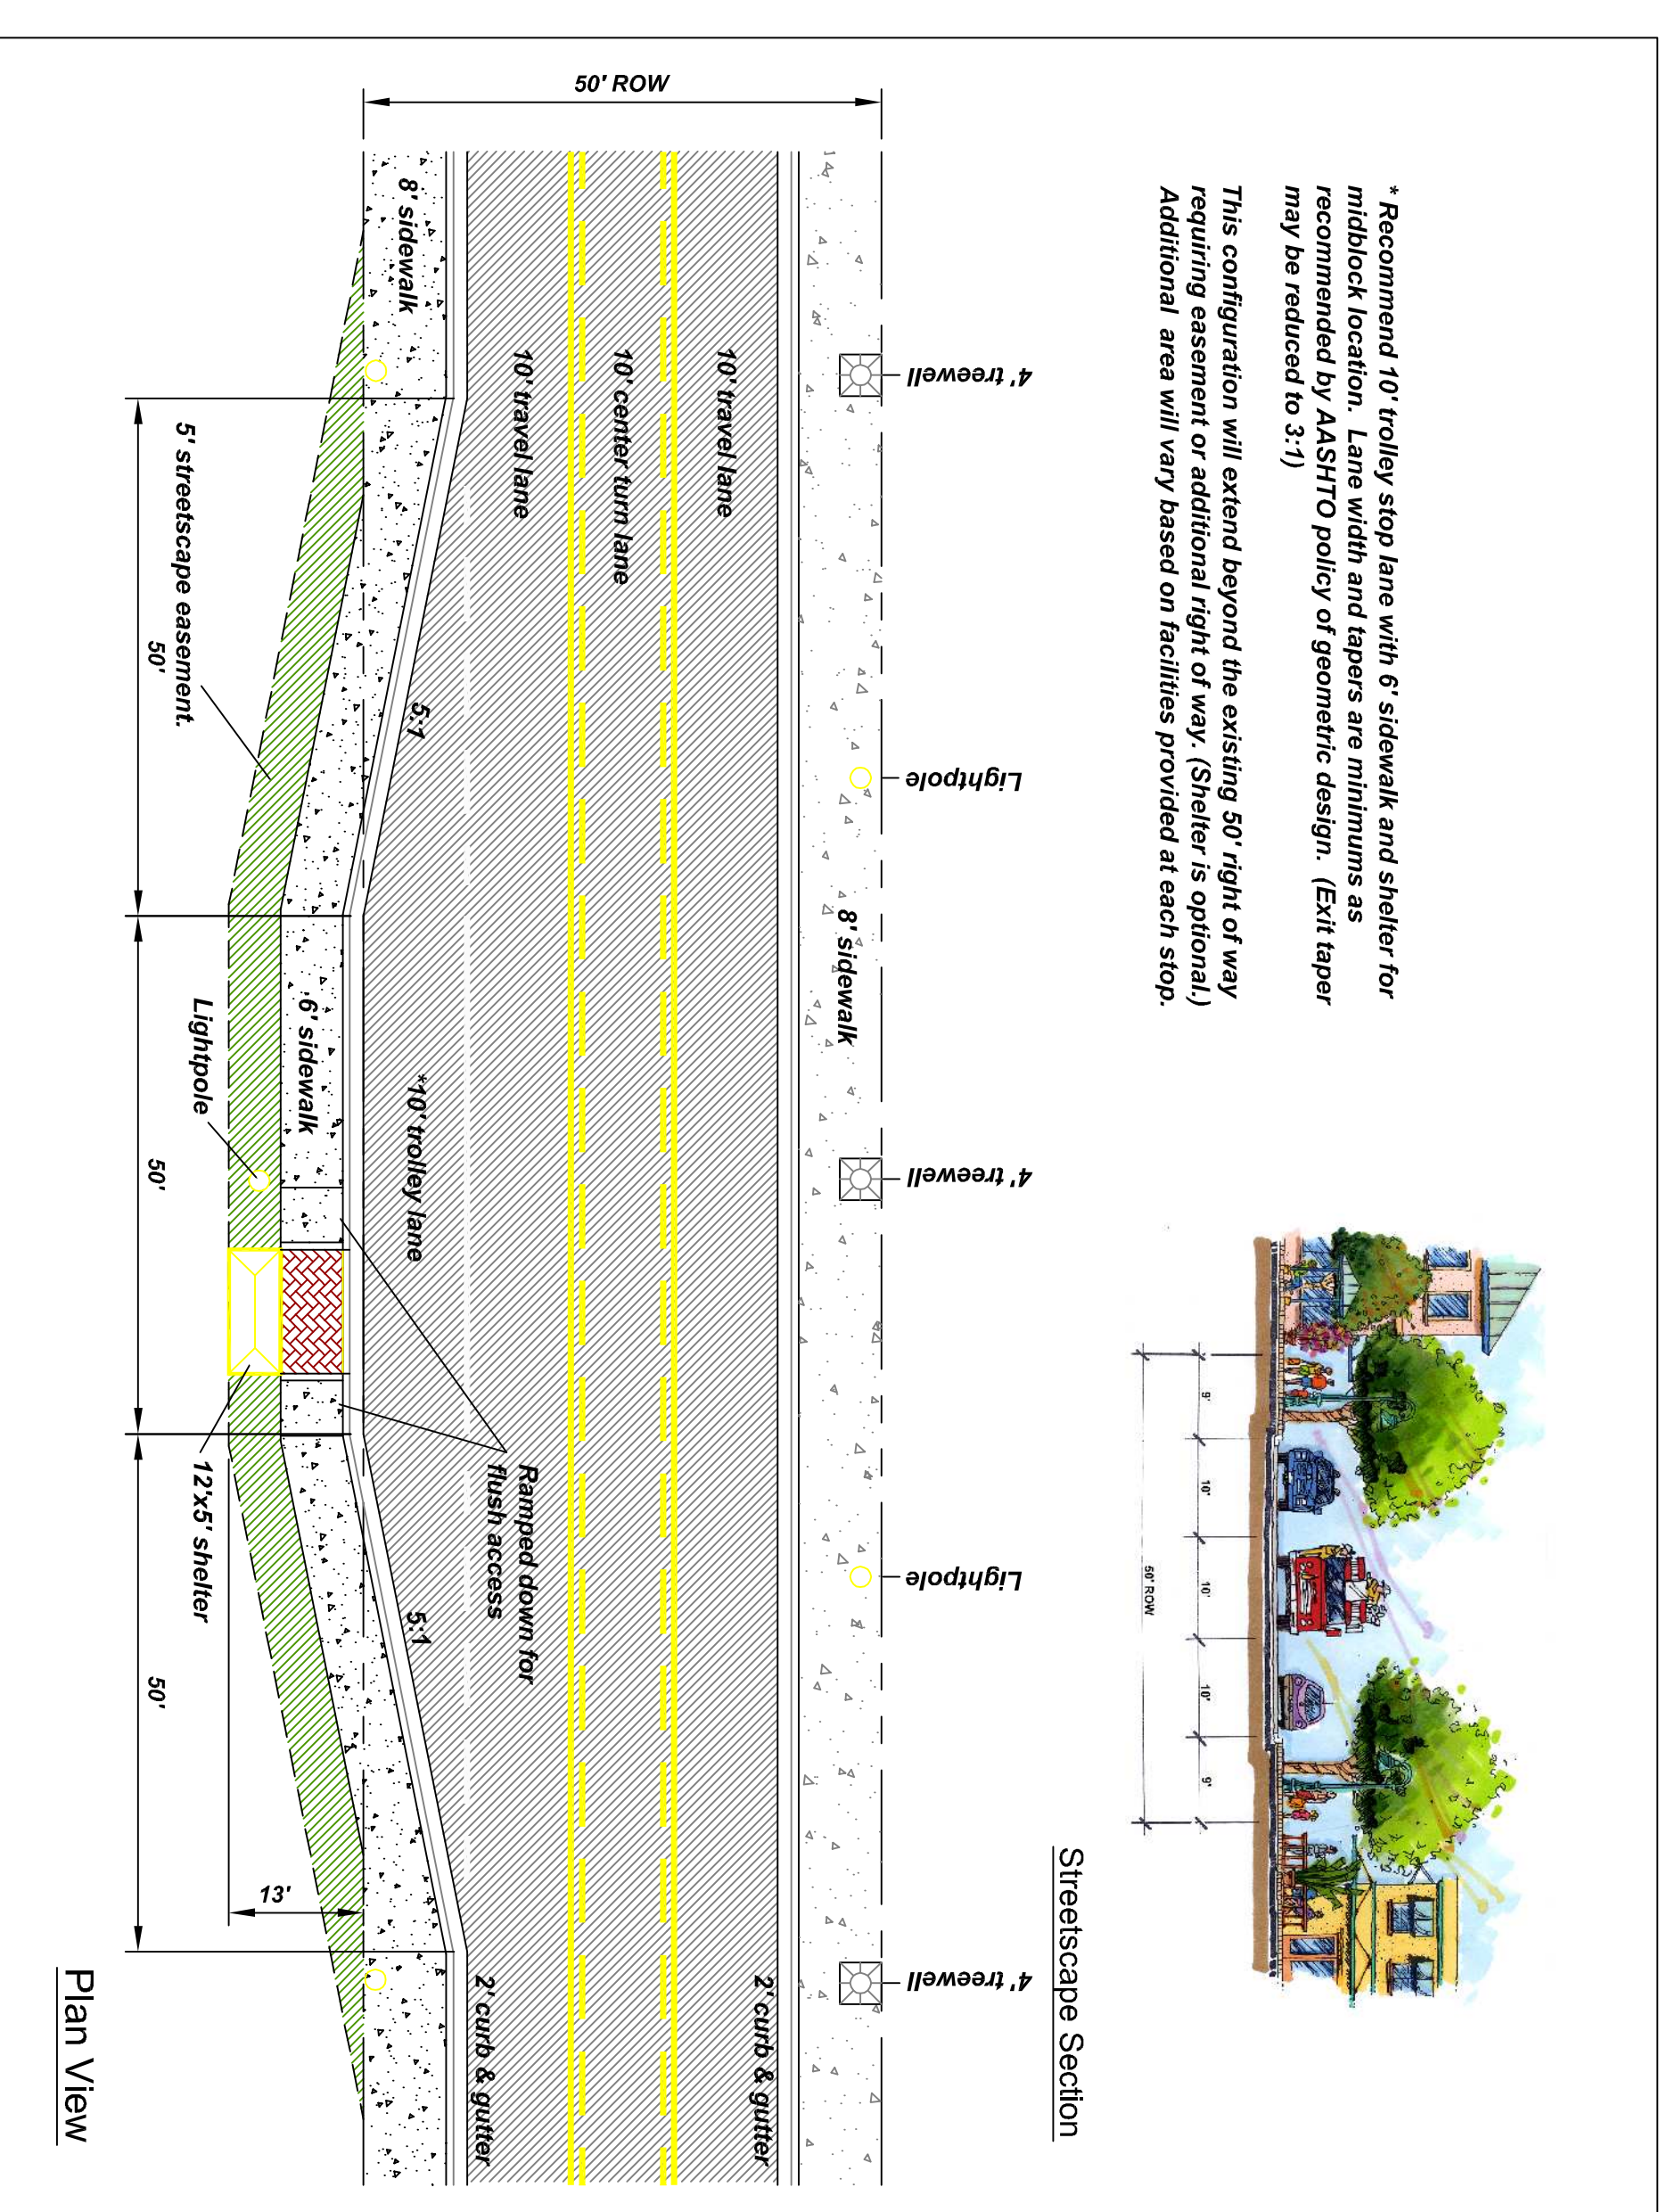 * Recommend 10' trolley stop lane with 6' sidewalk and shelter for
midblock location.  Lane width and tapers are minimums as
recommended by AASHTO policy of geometric design.  (Exit taper
may be reduced to 3:1)
This configuration will extend beyond the existing 50' right of way
requiring easement or additional right of way. (Shelter is optional.)
Additional area will vary based on facilities provided at each stop.
9'
10'
10'
10'
9'
50' ROW
Streetscape Section
4' treewell
Lightpole
4' treewell
Lightpole
4' treewell
50' ROW
8' sidewalk
2' curb & gutter
10' travel lane
10' center turn lane
10' travel lane
2' curb & gutter
8' sidewalk
5:1
*10' trolley lane
5:1
Ramped down for
flush access
6' sidewalk
13'
5' streetscape easement.
Lightpole
12'x5' shelter
50'
50'
50'
Plan View